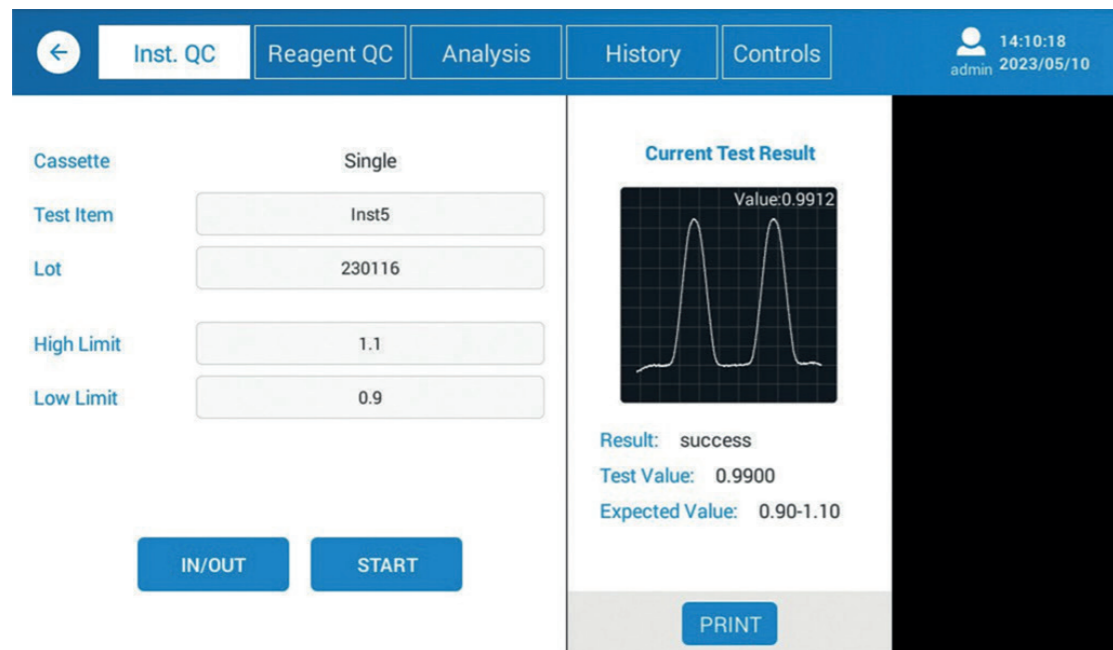 Inst. QC
Reagent QC
Analysis
History
Controls
admin
14:10:18
2023/05/10
Cassette Single
Test Item Inst5
Lot 230116
High Limit 1.1
Low Limit 0.9
IN/OUT
START
Current Test Result
Value:0.9912
Result: success
Test Value: 0.9900
Expected Value: 0.90-1.10
PRINT